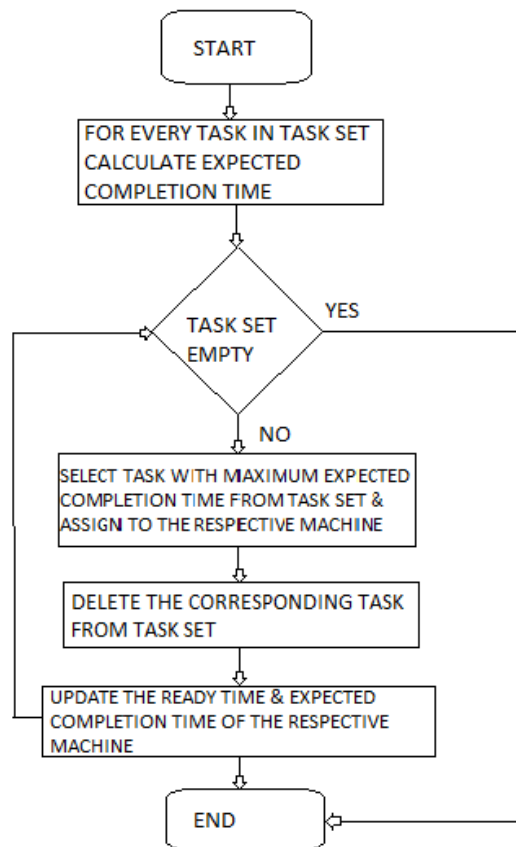 START
FOR EVERY TASK IN TASK SET
CALCULATE EXPECTED
COMPLETION TIME
YES
TASK SET
EMPTY
NO
SELECT TASK WITH MAXIMUM EXPECTED
COMPLETION TIME FROM TASK SET &
ASSIGN TO THE RESPECTIVE MACHINE
DELETE THE CORRESPONDING TASK
FROM TASK SET
UPDATE THE READY TIME & EXPECTED
COMPLETION TIME OF THE RESPECTIVE
MACHINE
END